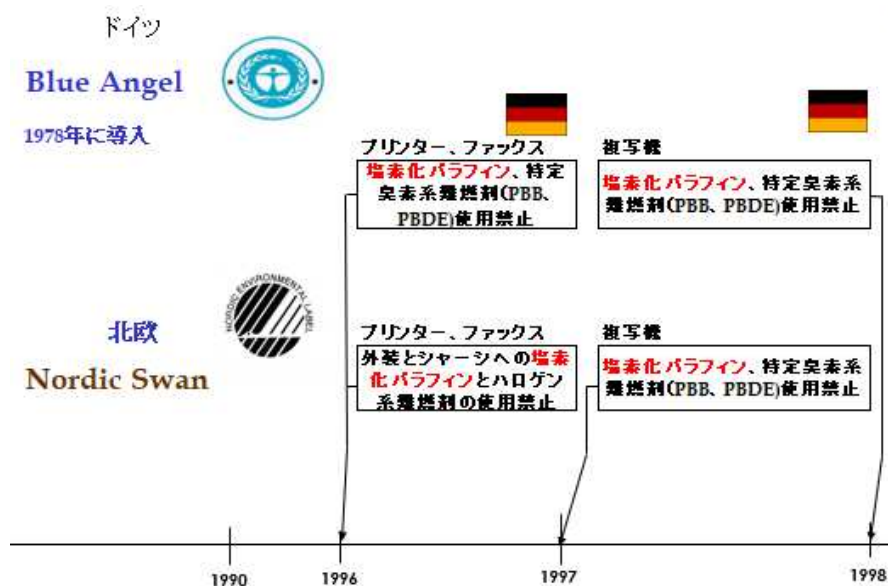 ドイツ
Blue Angel
1978年に導入
プリンター、ファックス
塩素化パラフィン、特定
臭素系難燃剤(PBB、
PBDE)使用禁止
複写機
塩素化パラフィン、特定臭素系
難燃剤(PBB、PBDE)使用禁止
NORDIC ENVIRONMENTAL LABEL
北欧
Nordic Swan
プリンター、ファックス
外装とシャーシへの塩素
化パラフィンとハロゲン
系難燃剤の使用禁止
複写機
塩素化パラフィン、特定臭素系
難燃剤(PBB、PBDE)使用禁止
1990
1996
1997
1998